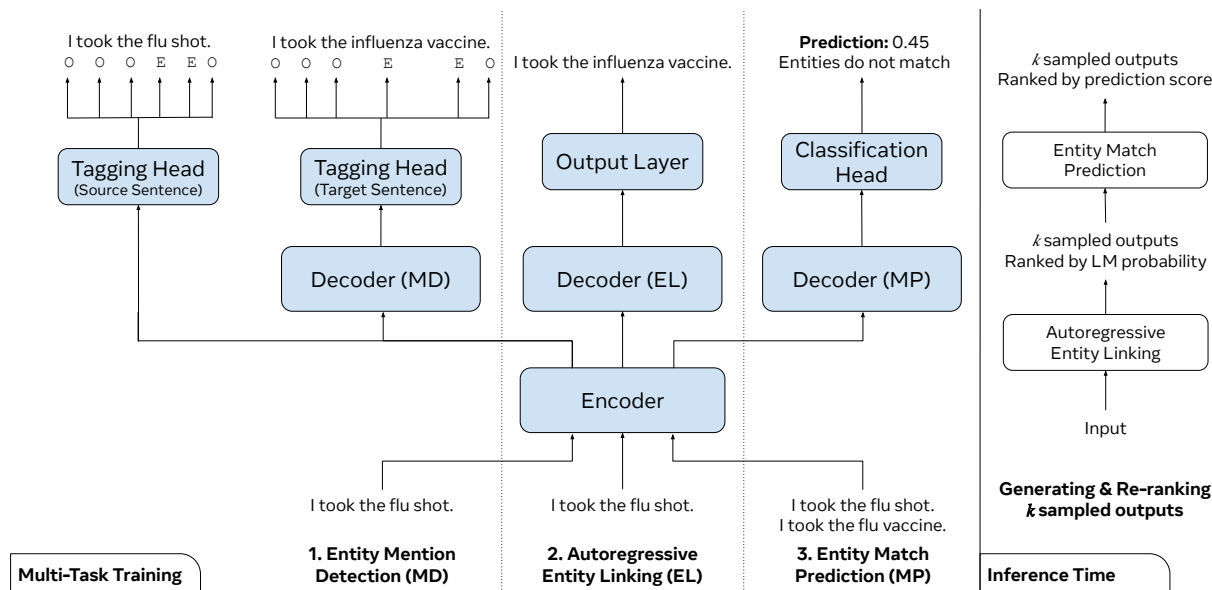 I took the flu shot.
O O O E E O
Tagging Head
(Source Sentence)
I took the influenza vaccine.
O O O E E O
Tagging Head
(Target Sentence)
Decoder (MD)
I took the influenza vaccine.
Output Layer
Decoder (EL)
Prediction: 0.45
Entities do not match
Classification
Head
Decoder (MP)
Encoder
I took the flu shot.
I took the flu shot.
I took the flu shot.
I took the flu vaccine.
1. Entity Mention
Detection (MD)
2. Autoregressive
Entity Linking (EL)
3. Entity Match
Prediction (MP)
Multi-Task Training
k sampled outputs
Ranked by prediction score
Entity Match
Prediction
k sampled outputs
Ranked by LM probability
Autoregressive
Entity Linking
Input
Generating & Re-ranking
k sampled outputs
Inference Time